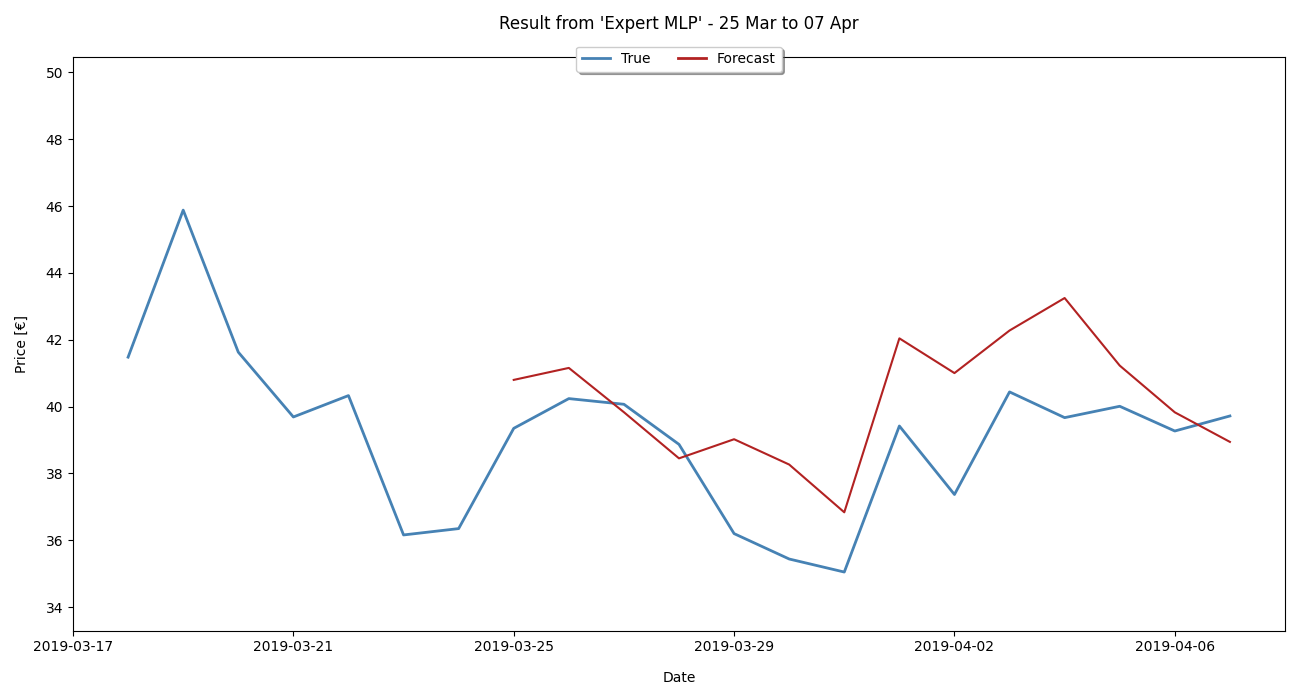 Result from 'Expert MLP' - 25 Mar to 07 Apr
True Forecast
Price [€]
50
48
46
44
42
40
38
36
34
2019-03-17 2019-03-21 2019-03-25 2019-03-29 2019-04-02 2019-04-06
Date